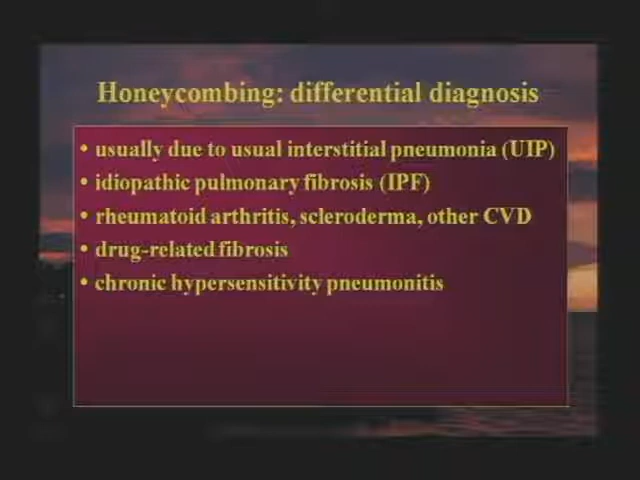 Honeycombing: differential diagnosis
• usually due to usual interstitial pneumonia (UIP)
• idiopathic pulmonary fibrosis (IPF)
• rheumatoid arthritis, scleroderma, other CVD
• drug-related fibrosis
• chronic hypersensitivity pneumonitis